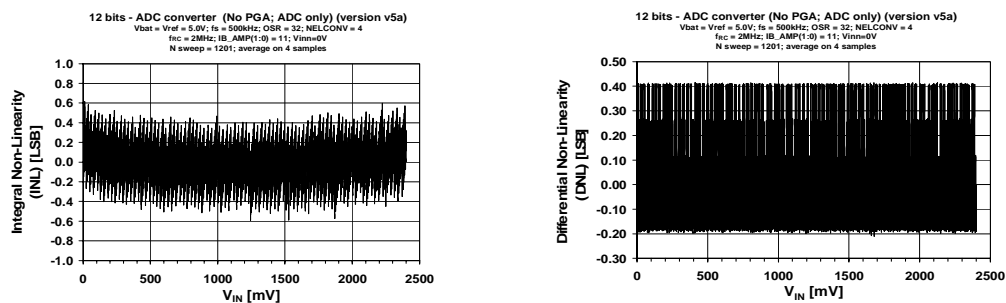 12 bits - ADC converter (No PGA; ADC only) (version v5a)
Vbat = Vref = 5.0V; fs = 500kHz; OSR = 32; NELCONV = 4
fRC = 2MHz; IB_AMP(1:0) = 11; Vinn=0V
N sweep = 1201; average on 4 samples
Integral Non-Linearity
(INL) [LSB]
1.0
0.8
0.6
0.4
0.2
0.0
-0.2
-0.4
-0.6
-0.8
-1.0
0 500 1000 1500 2000 2500
VIN [mV]
12 bits - ADC converter (No PGA; ADC only) (version v5a)
Vbat = Vref = 5.0V; fs = 500kHz; OSR = 32; NELCONV = 4
fRC = 2MHz; IB_AMP(1:0) = 11; Vinn=0V
N sweep = 1201; average on 4 samples
Differential Non-Linearity
(DNL) [LSB]
0.50
0.40
0.30
0.20
0.10
0.00
-0.10
-0.20
-0.30
0 500 1000 1500 2000 2500
VIN [mV]